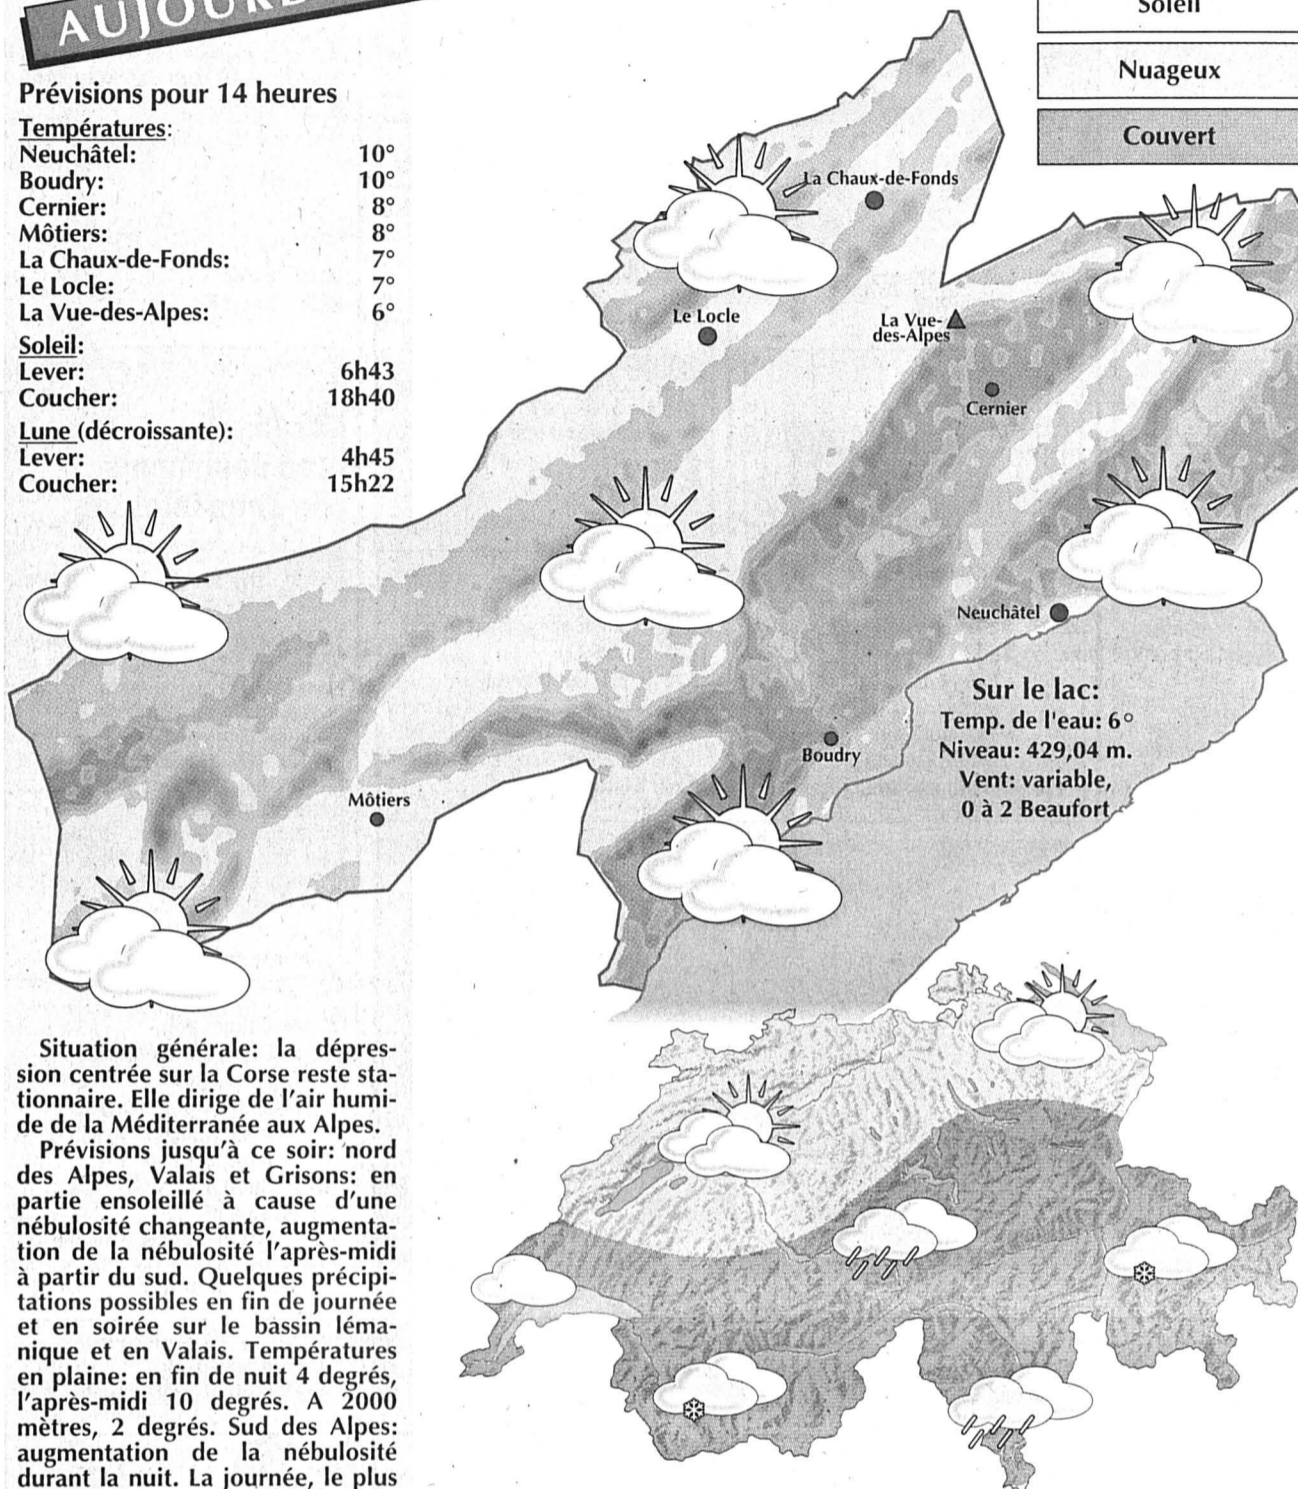 Prévisions pour 14 heures
Températures:
Neuchâtel: 10°
Boudry: 10°
Cernier: 8°
Môtiers: 8°
La Chaux-de-Fonds: 7°
Le Locle: 7°
La Vue-des-Alpes: 6°
Soleil:
Lever: 6h43
Coucher: 18h40
Lune (décroissante):
Lever: 4h45
Coucher: 15h22
Soleil
Nuageux
Couvert
La Chaux-de-Fonds
Le Locle
La Vue-
des-Alpes
Cernier
Neuchâtel
Boudry
Môtiers
Sur le lac:
Temp. de l'eau: 6°
Niveau: 429,04 m.
Vent: variable,
0 à 2 Beaufort
Situation générale: la dépres-
sion centrée sur la Corse reste sta-
tionnaire. Elle dirige de l'air humi-
de de la Méditerranée aux Alpes.
Prévisions jusqu'à ce soir: nord
des Alpes, Valais et Grisons: en
partie ensoleillé à cause d'une
nébulosité changeante, augmenta-
tion de la nébulosité l'après-midi
à partir du sud. Quelques précipi-
tations possibles en fin de journée
et en soirée sur le bassin léma-
nique et en Valais. Températures
en plaine: en fin de nuit 4 degrés,
l'après-midi 10 degrés. A 2000
mètres, 2 degrés. Sud des Alpes:
augmentation de la nébulosité
durant la nuit. La journée, le plus